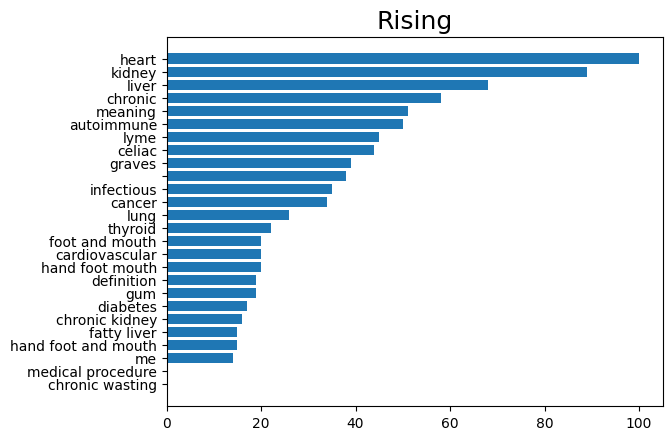 Rising
heart
kidney
liver
chronic
meaning
autoimmune
lyme
celiac
graves
infectious
cancer
lung
thyroid
foot and mouth
cardiovascular
hand foot mouth
definition
gum
diabetes
chronic kidney
fatty liver
hand foot and mouth
me
medical procedure
chronic wasting
0 20 40 60 80 100